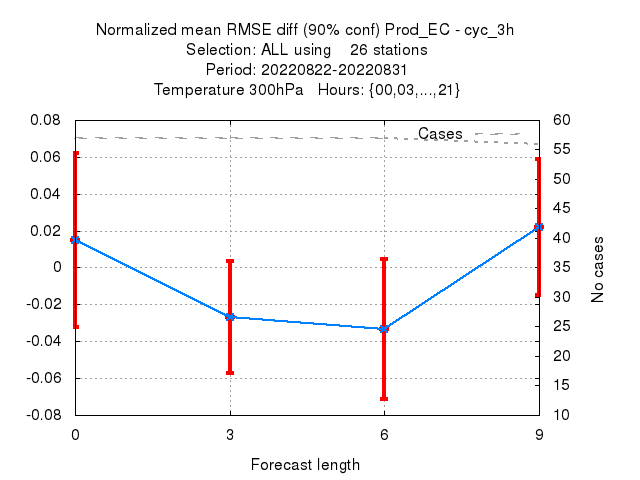 Normalized mean RMSE diff (90% conf) Prod_EC - cyc_3h
Selection: ALL using    26 stations
Period: 20220822-20220831
Temperature 300hPa   Hours: {00,03,...,21}
Cases
0.08
0.06
0.04
0.02
0
-0.02
-0.04
-0.06
-0.08
60
55
50
45
40
35
30
25
20
15
10
No cases
0 3 6 9
Forecast length